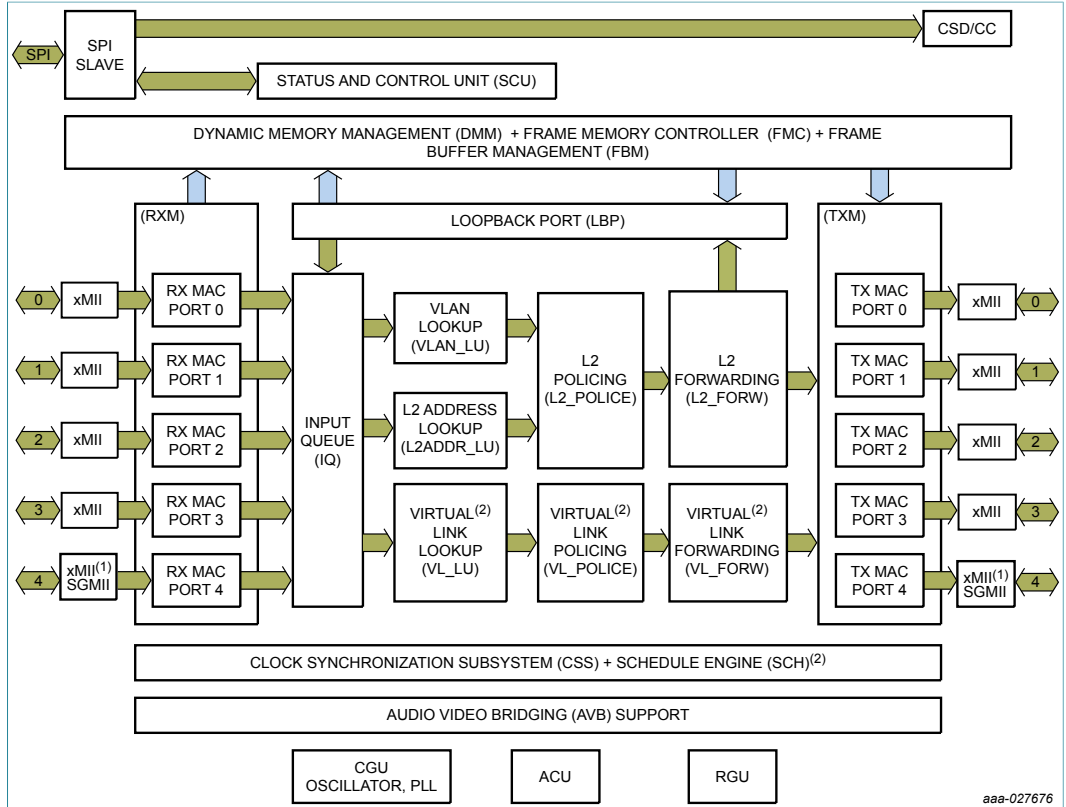 SPI
SPI
SLAVE
CSD/CC
STATUS AND CONTROL UNIT (SCU)
DYNAMIC MEMORY MANAGEMENT (DMM) + FRAME MEMORY CONTROLLER (FMC) + FRAME
BUFFER MANAGEMENT (FBM)
(RXM)
LOOPBACK PORT (LBP)
(TXM)
0
xMII
RX MAC
PORT 0
1
xMII
RX MAC
PORT 1
2
xMII
RX MAC
PORT 2
3
xMII
RX MAC
PORT 3
4
xMII(1)
SGMII
RX MAC
PORT 4
INPUT
QUEUE
(IQ)
VLAN
LOOKUP
(VLAN_LU)
L2 ADDRESS
LOOKUP
(L2ADDR_LU)
L2
POLICING
(L2_POLICE)
L2
FORWARDING
(L2_FORW)
VIRTUAL(2)
LINK
LOOKUP
(VL_LU)
VIRTUAL(2)
LINK
POLICING
(VL_POLICE)
VIRTUAL(2)
LINK
FORWARDING
(VL_FORW)
TX MAC
PORT 0
xMII
0
TX MAC
PORT 1
xMII
1
TX MAC
PORT 2
xMII
2
TX MAC
PORT 3
xMII
3
TX MAC
PORT 4
xMII(1)
SGMII
4
CLOCK SYNCHRONIZATION SUBSYSTEM (CSS) + SCHEDULE ENGINE (SCH)(2)
AUDIO VIDEO BRIDGING (AVB) SUPPORT
CGU
OSCILLATOR, PLL
ACU
RGU
aaa-027676